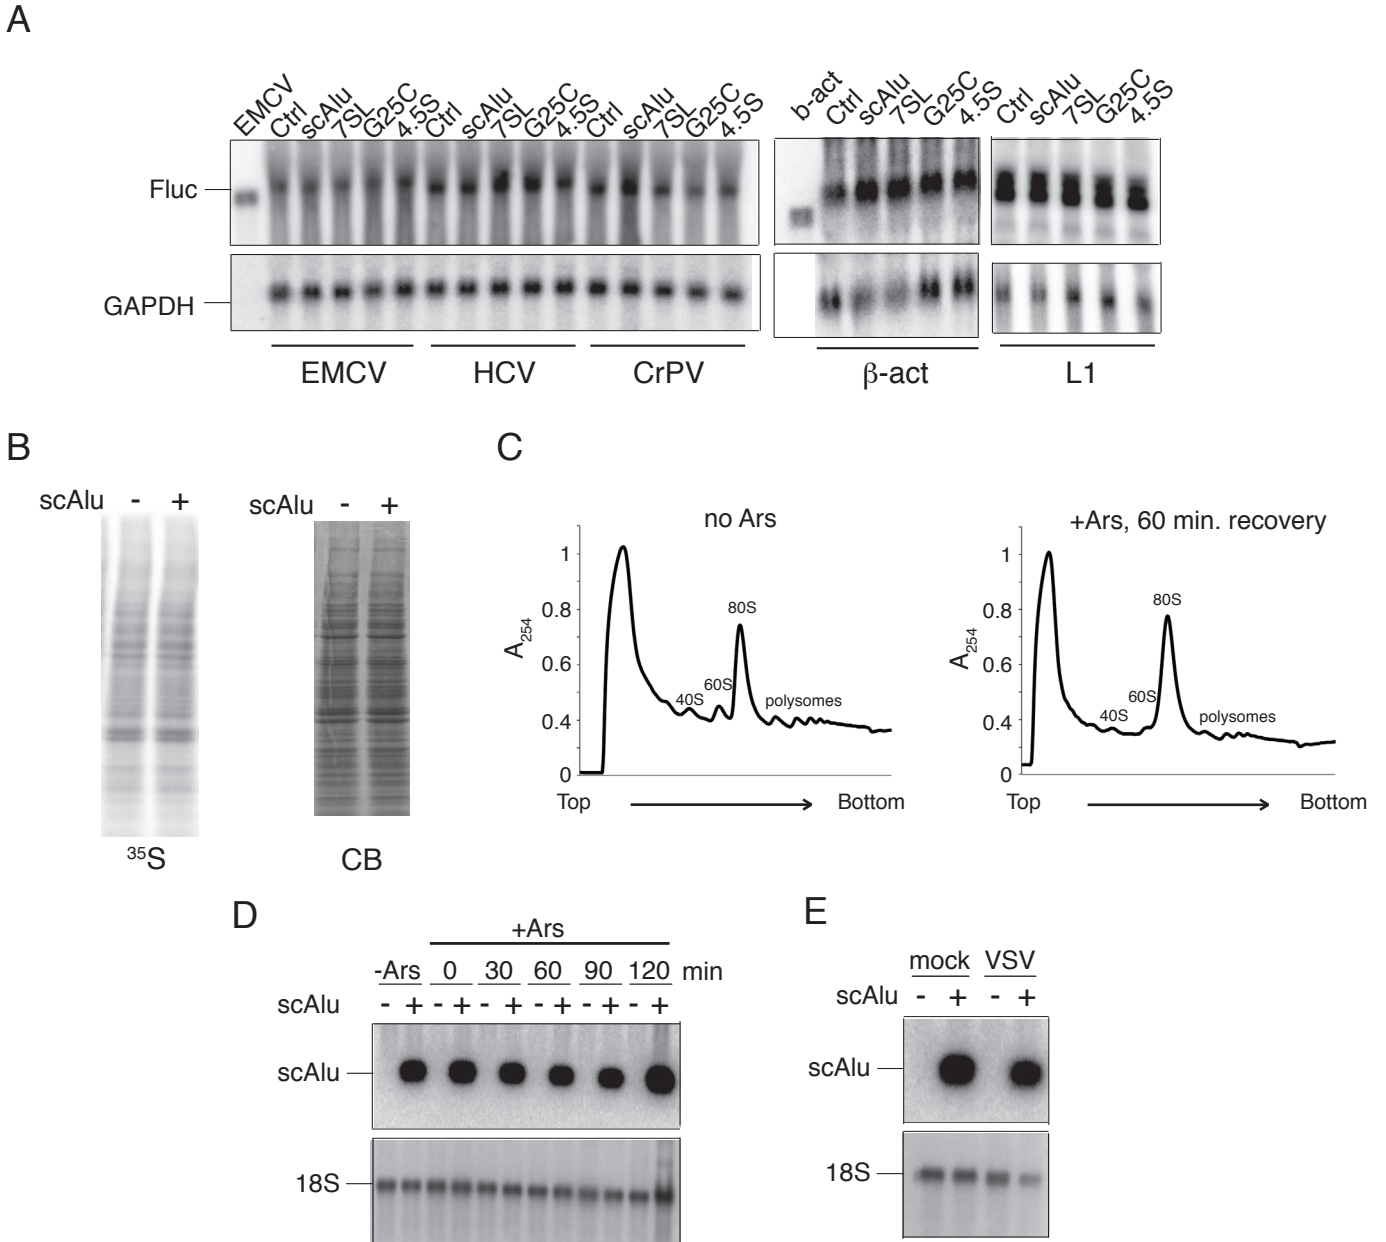 A
EMCV Ctrl scAlu 7SL G25C 4.5S Ctrl scAlu 7SL G25C 4.5S Ctrl scAlu 7SL G25C 4.5S b-act Ctrl scAlu 7SL G25C 4.5S Ctrl scAlu 7SL G25C 4.5S
Fluc
GAPDH
EMCV HCV CrPV β-act L1
B
scAlu - +
scAlu - +
35S
CB
C
no Ars
1
0.8
0.6
0.4
0
A254
40S
60S
80S
polysomes
Top
Bottom
+Ars, 60 min. recovery
1
0.8
0.6
0.4
0
A254
40S
60S
80S
polysomes
Top
Bottom
D
+Ars
-Ars 0 30 60 90 120 min
scAlu - + - + - + - + - + - +
scAlu
18S
E
mock VSV
scAlu - + - +
scAlu
18S